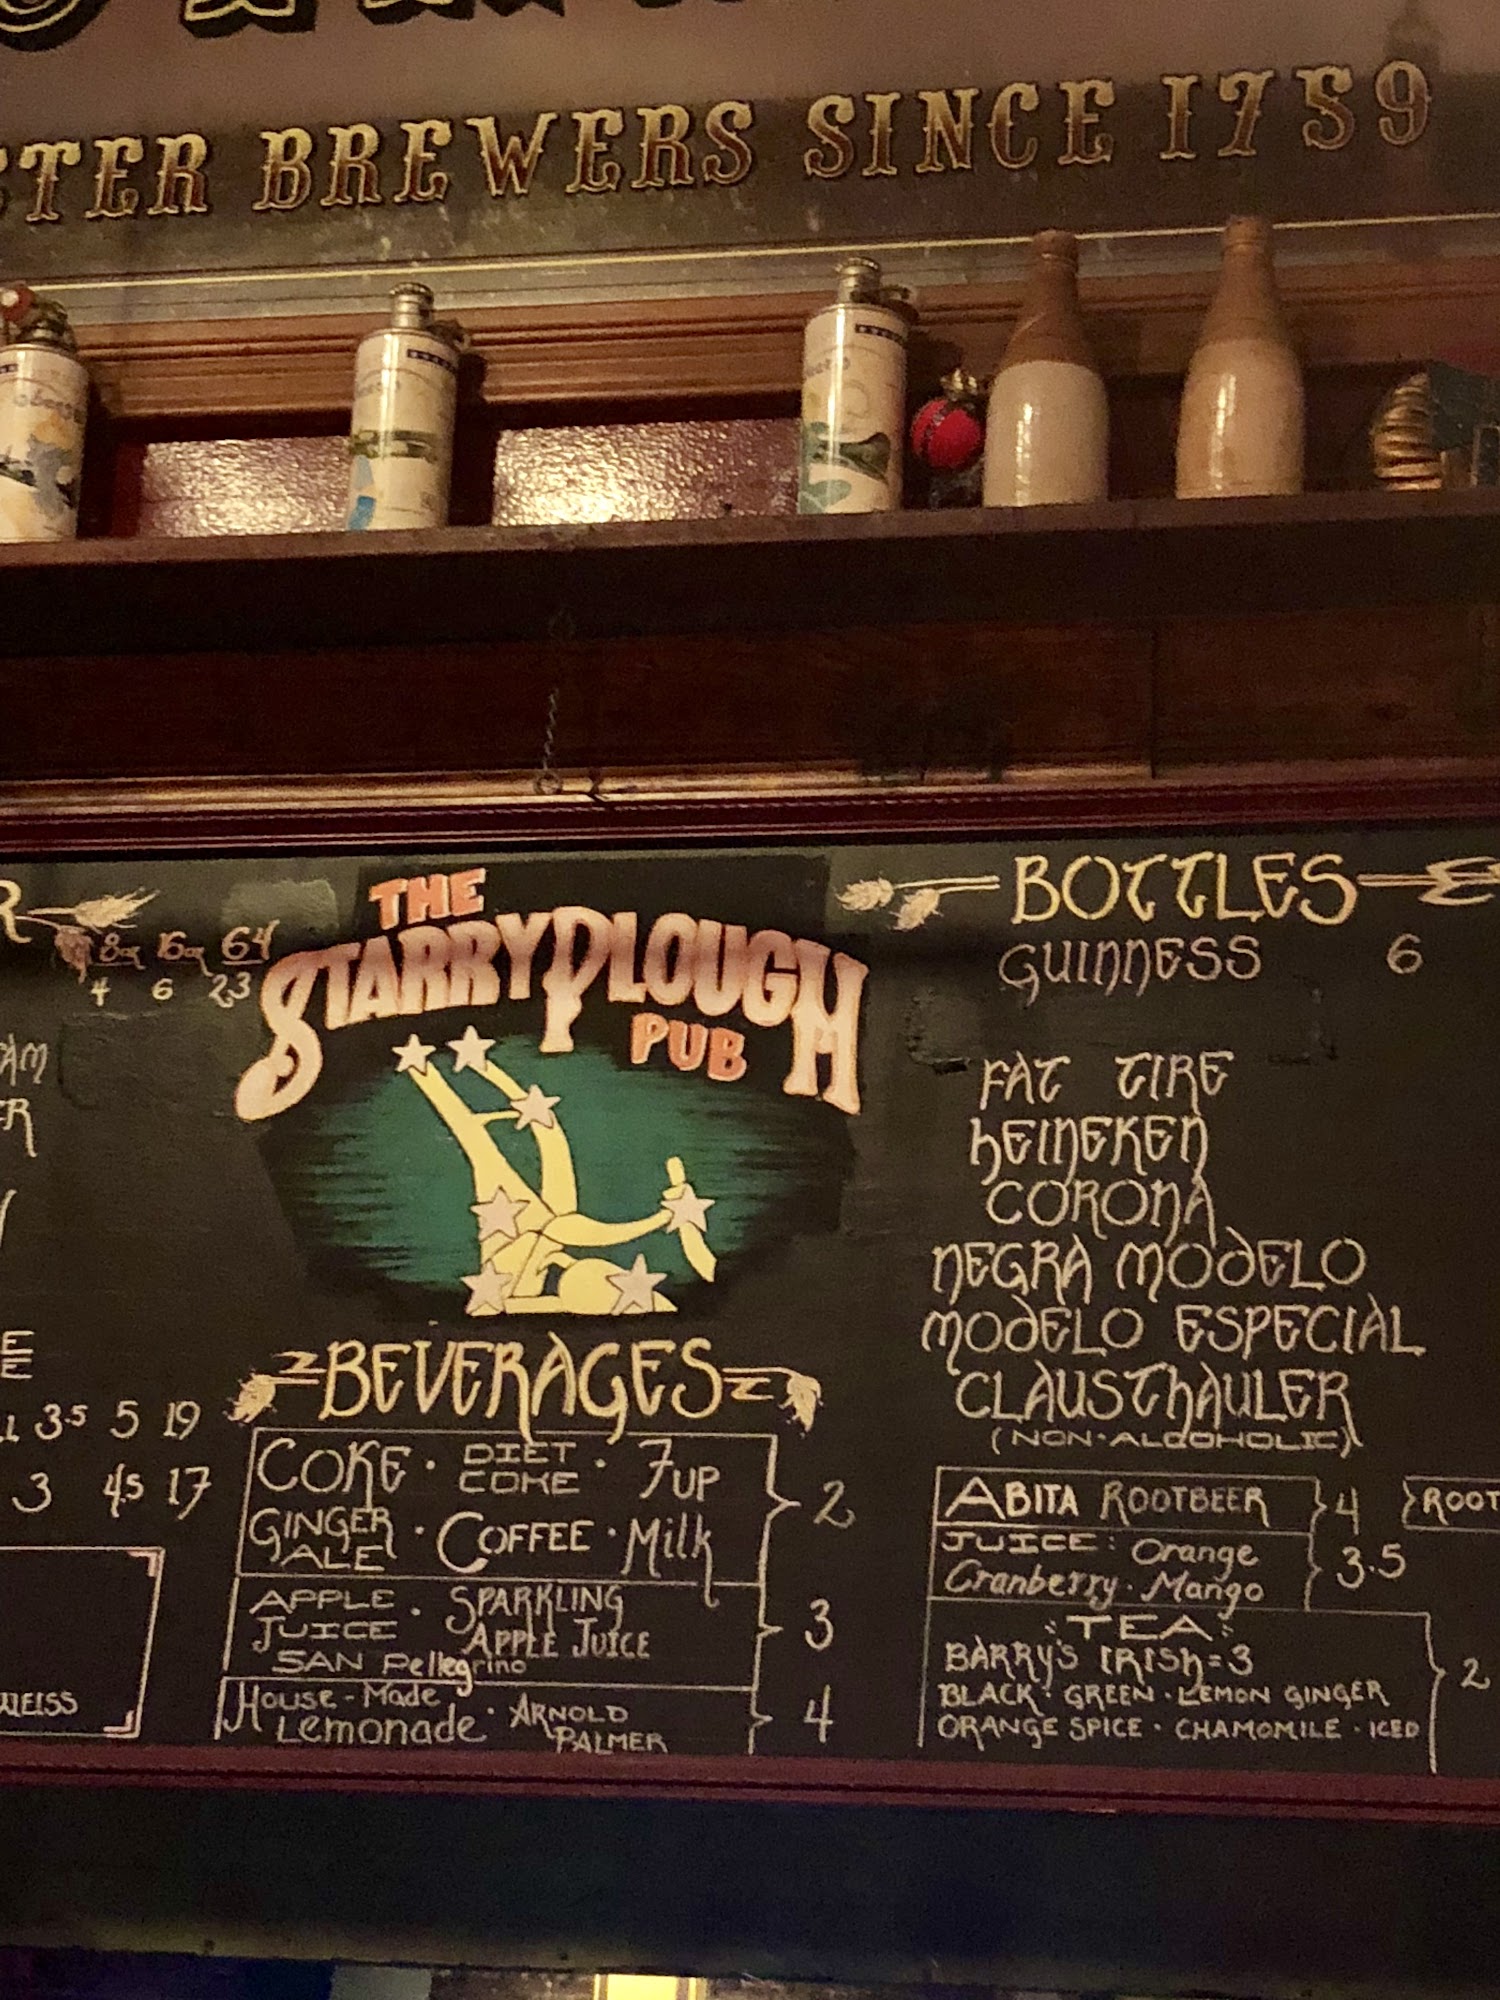 BREWERS SINCE 1759
8oz 16oz 64
4 6 23
3.5 5 19
3 4.5 17
THE
STARRY PLOUGH
PUB
BEVERAGES
COKE · DIET COKE · 7UP
GINGER ALE · COFFEE · Milk
2
APPLE JUICE · SPARKLING APPLE JUICE
SAN Pellegrino
3
HOUSE-Made Lemonade · ARNOLD PALMER
4
BOTTLES
GUINNESS 6
FAT TIRE
HEINEKEN
CORONA
NEGRA MODELO
MODELO ESPECIAL
CLAUSTHAULER
(NON-ALCOHOLIC)
ABITA ROOTBEER 4 ROOT
JUICE: Orange
Cranberry · Mango
3.5
TEA
BARRY'S IRISH = 3
BLACK · GREEN · LEMON GINGER
ORANGE SPICE · CHAMOMILE · ICED
2